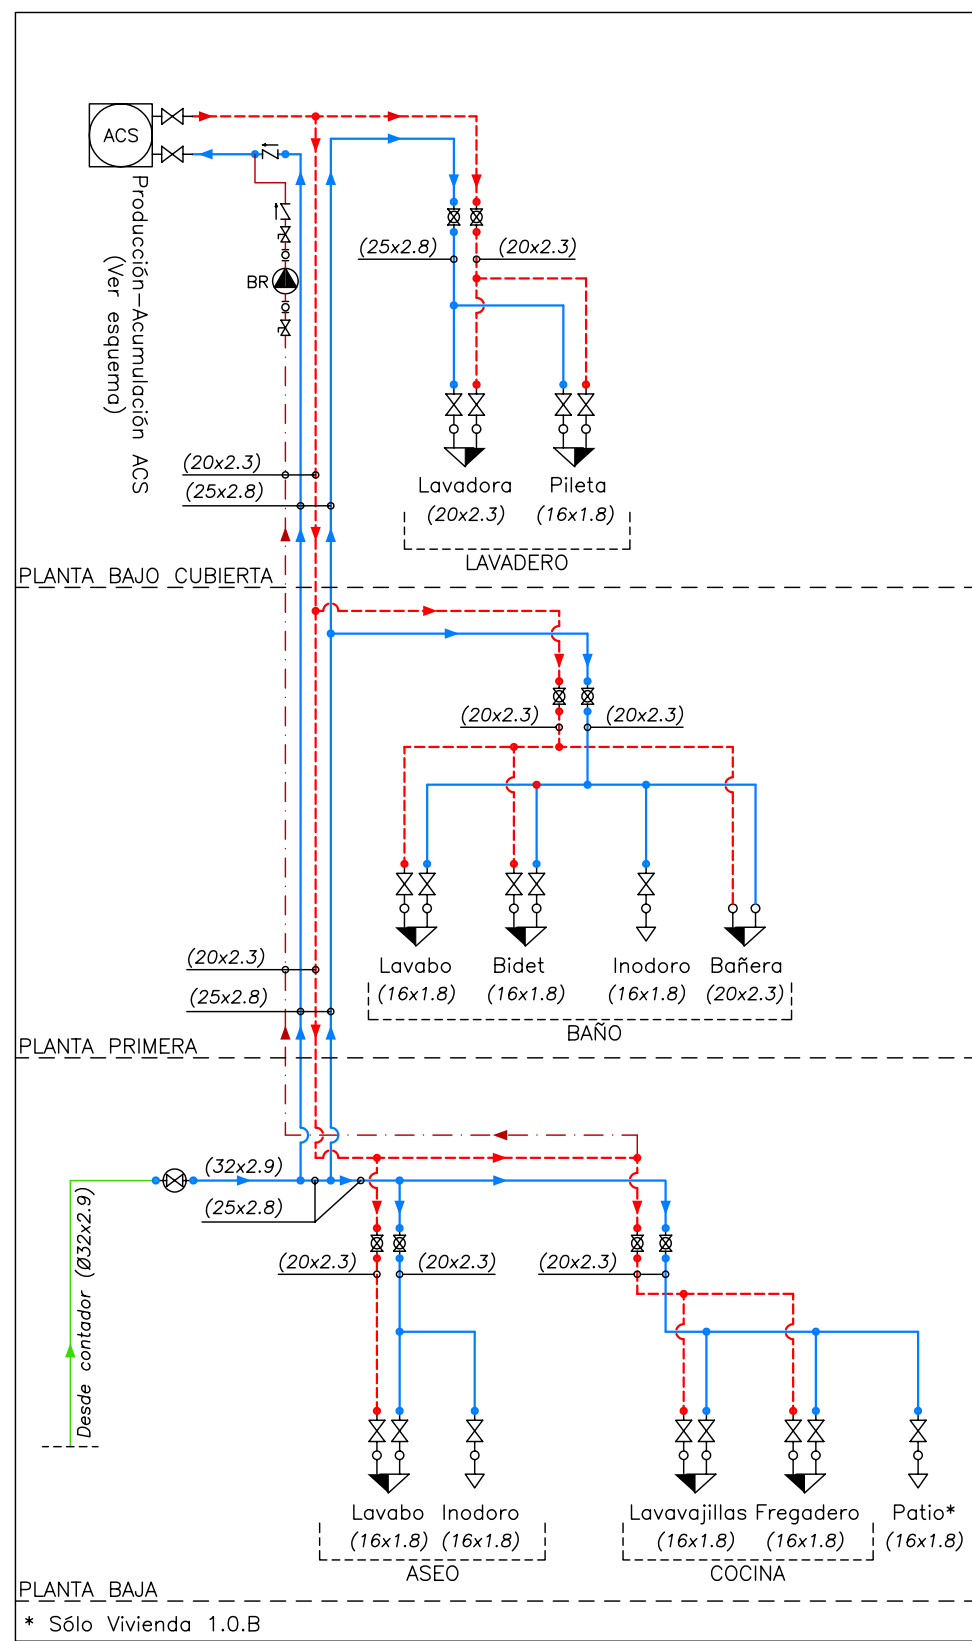 ACS
Producción-Acumulación ACS
(Ver esquema)
BR
(25x2.8)
(20x2.3)
(20x2.3)
(25x2.8)
Lavadora
(20x2.3)
Pileta
(16x1.8)
LAVADERO
PLANTA BAJO CUBIERTA
(20x2.3)
(20x2.3)
(20x2.3)
(25x2.8)
Lavabo
(16x1.8)
Bidet
(16x1.8)
Inodoro
(16x1.8)
Bañera
(20x2.3)
BAÑO
PLANTA PRIMERA
Desde contador (Ø32x2.9)
(32x2.9)
(25x2.8)
(20x2.3)
(20x2.3)
(20x2.3)
Lavabo
(16x1.8)
Inodoro
(16x1.8)
ASEO
Lavavajillas
(16x1.8)
Fregadero
(16x1.8)
COCINA
Patio*
(16x1.8)
PLANTA BAJA
* Sólo Vivienda 1.0.B